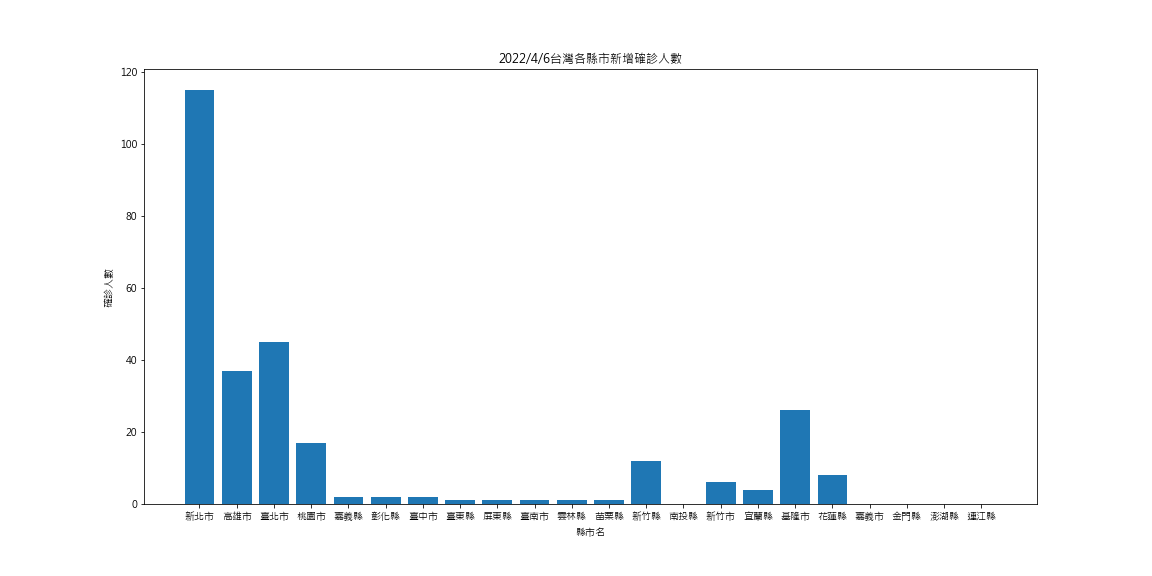 2022/4/6台灣各縣市新增確診人數
120
100
80
60
40
20
0
確診人數
新北市 高雄市 臺北市 桃園市 嘉義縣 彰化縣 臺中市 臺東縣 屏東縣 臺南市 雲林縣 苗栗縣 新竹縣 南投縣 新竹市 宜蘭縣 基隆市 花蓮縣 嘉義市 金門縣 澎湖縣 連江縣
縣市名